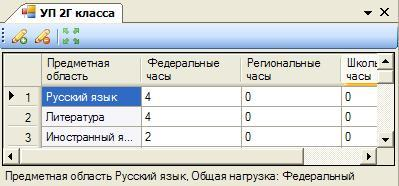 УП 2Г класса
Предметная область Федеральные часы Региональные часы Школь часы
1 Русский язык 4 0 0
2 Литература 4 0 0
3 Иностранный я... 2 0 0
Предметная область Русский язык, Общая нагрузка: Федеральный